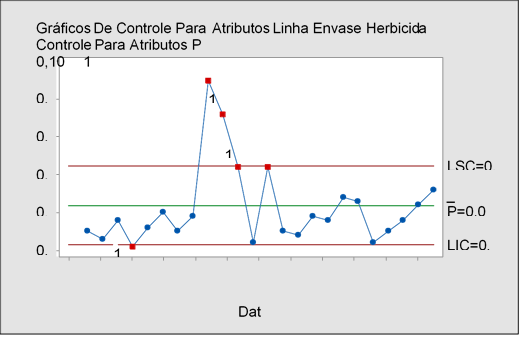 Gráficos De Controle Para Atributos Linha Envase Herbicida
Controle Para Atributos P
0,10 1
0.
1
0.
1
LSC=0
0.
P=0.0
0.
LIC=0.
0.
1
Dat